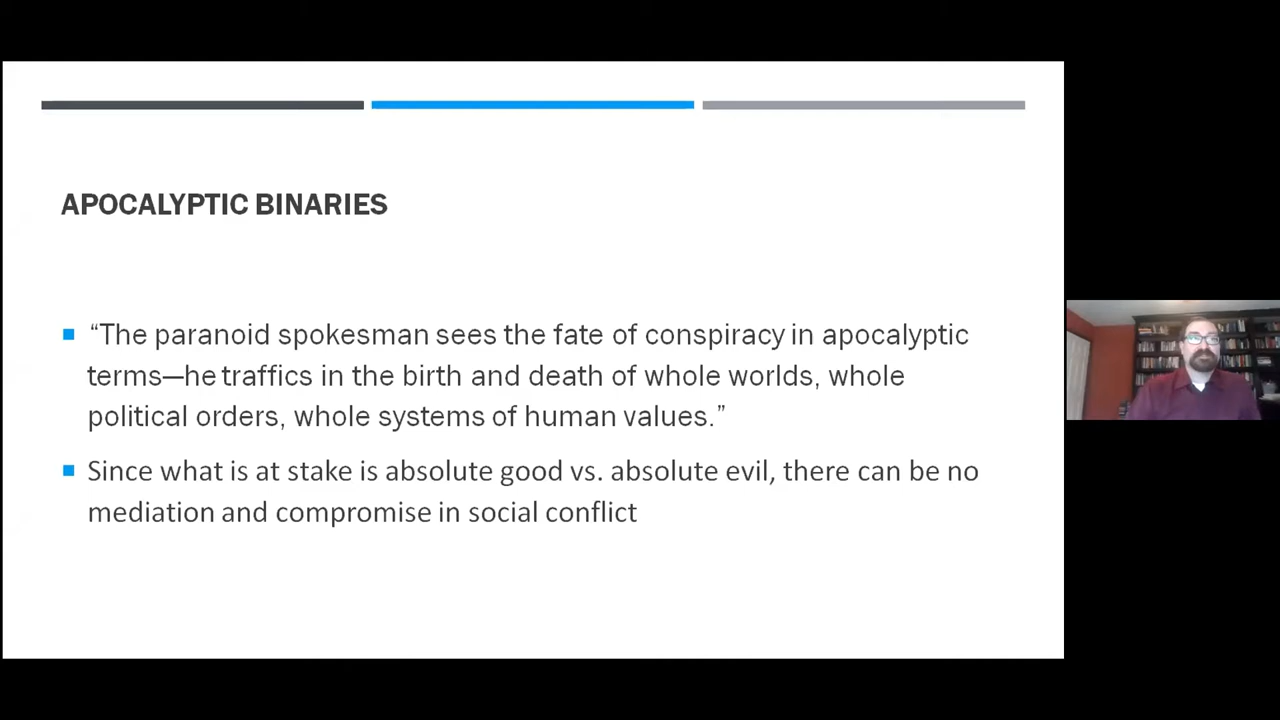 APOCALYPTIC BINARIES
“The paranoid spokesman sees the fate of conspiracy in apocalyptic
terms—he traffics in the birth and death of whole worlds, whole
political orders, whole systems of human values.”
Since what is at stake is absolute good vs. absolute evil, there can be no
mediation and compromise in social conflict